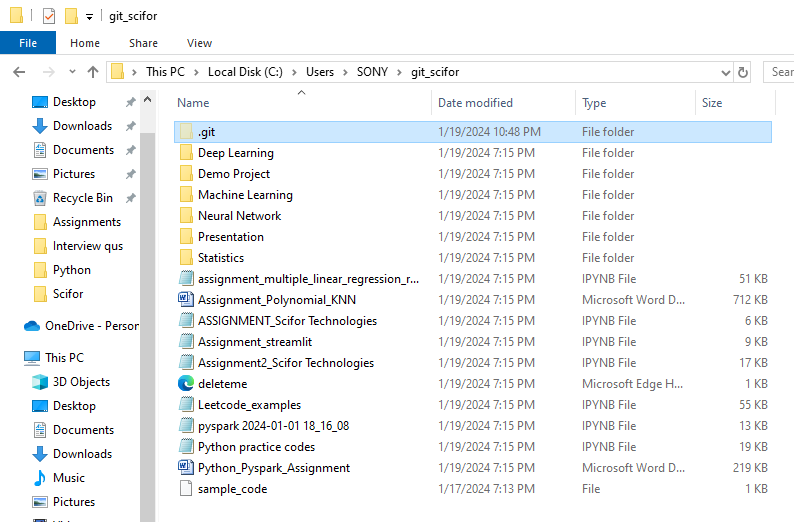 git_scifor
File Home Share View
This PC Local Disk (C:) Users SONY git_scifor Sear
Desktop
Downloads
Documents
Pictures
Recycle Bin
Assignments
Interview qus
Python
Scifor
OneDrive - Person
This PC
3D Objects
Desktop
Documents
Downloads
Music
Pictures
Name Date modified Type Size
.git 1/19/2024 10:48 PM File folder
Deep Learning 1/19/2024 7:15 PM File folder
Demo Project 1/19/2024 7:15 PM File folder
Machine Learning 1/19/2024 7:15 PM File folder
Neural Network 1/19/2024 7:15 PM File folder
Presentation 1/19/2024 7:15 PM File folder
Statistics 1/19/2024 7:15 PM File folder
assignment_multiple_linear_regression_r... 1/19/2024 7:15 PM IPYNB File 51 KB
Assignment_Polynomial_KNN 1/19/2024 7:15 PM Microsoft Word D... 712 KB
ASSIGNMENT_Scifor Technologies 1/19/2024 7:15 PM IPYNB File 6 KB
Assignment_streamlit 1/19/2024 7:15 PM IPYNB File 9 KB
Assignment2_Scifor Technologies 1/19/2024 7:15 PM IPYNB File 17 KB
deleteme 1/19/2024 7:15 PM Microsoft Edge H... 1 KB
Leetcode_examples 1/19/2024 7:15 PM IPYNB File 55 KB
pyspark 2024-01-01 18_16_08 1/19/2024 7:15 PM IPYNB File 13 KB
Python practice codes 1/19/2024 7:15 PM IPYNB File 19 KB
Python_Pyspark_Assignment 1/19/2024 7:15 PM Microsoft Word D... 219 KB
sample_code 1/17/2024 7:13 PM File 1 KB